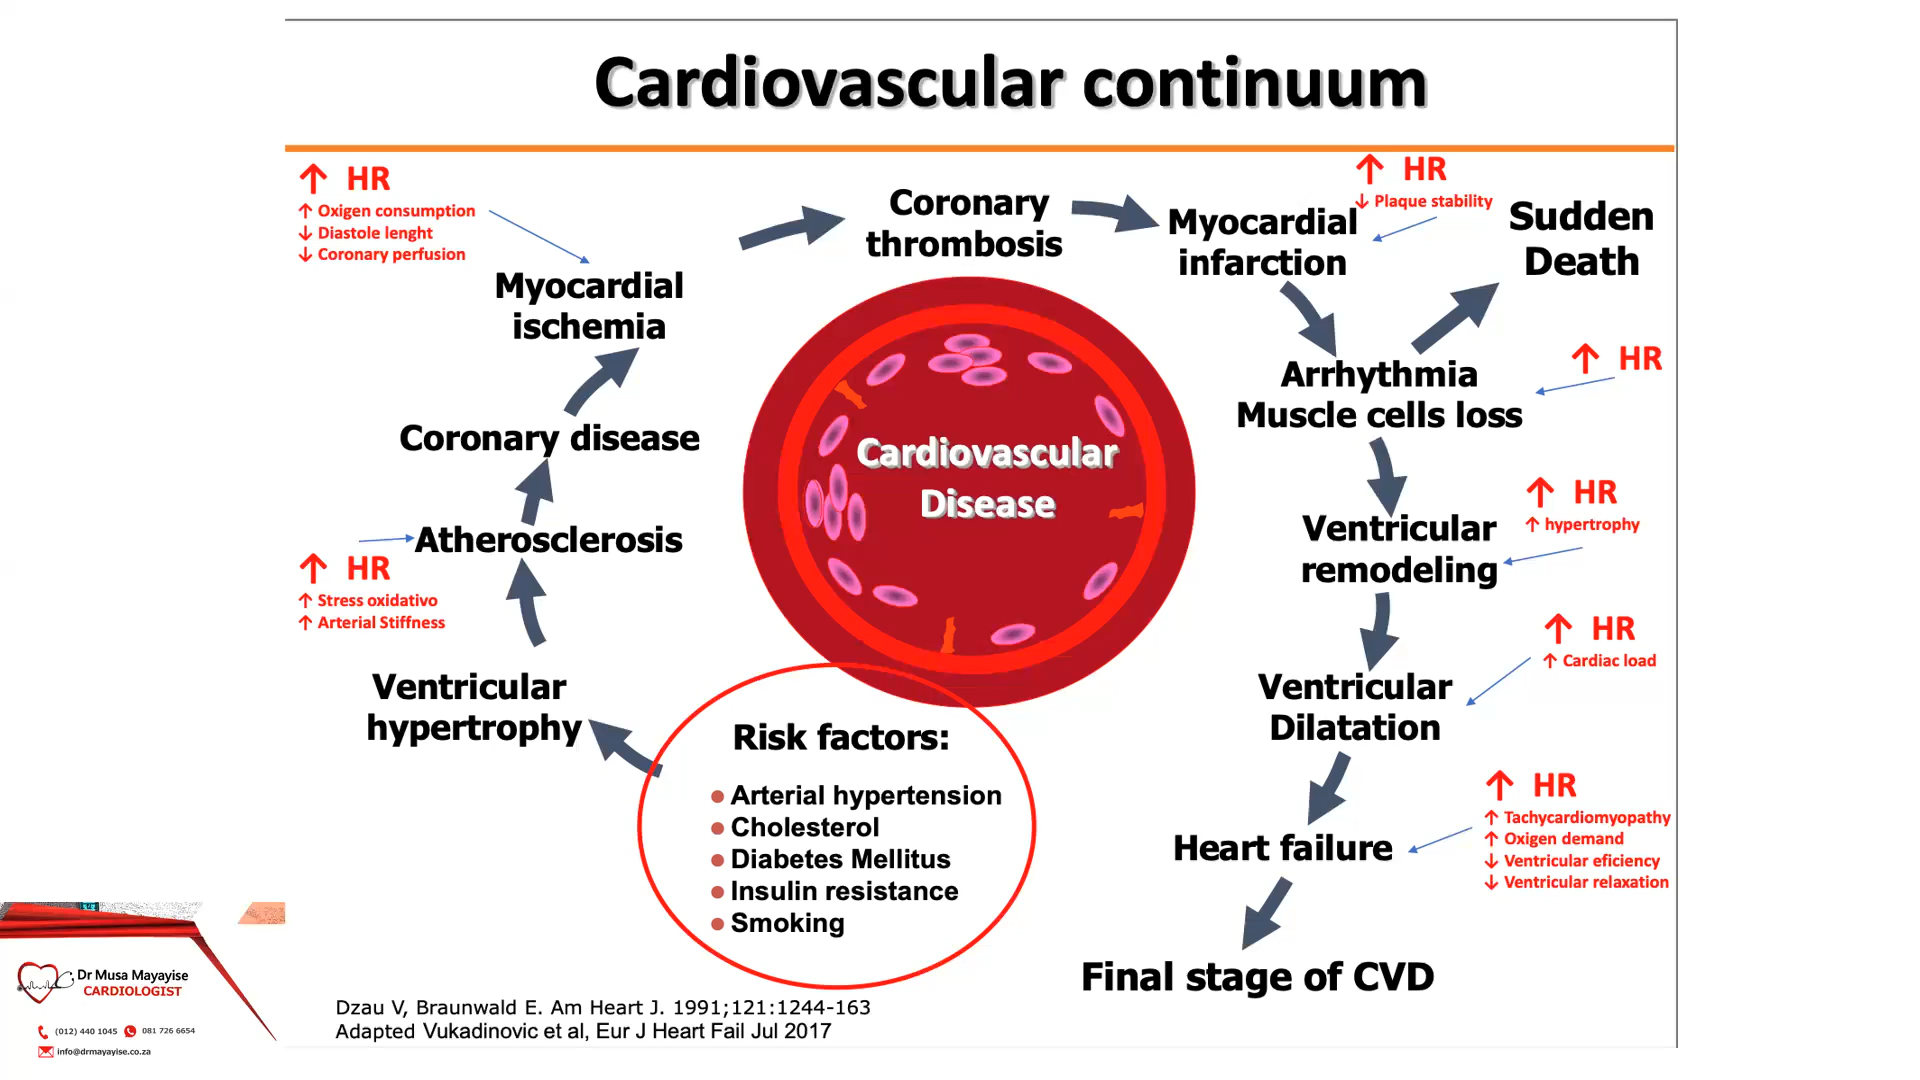 Cardiovascular continuum
↑ HR
↑ Oxigen consumption
↓ Diastole lenght
↓ Coronary perfusion
Myocardial
ischemia
Coronary
thrombosis
Myocardial
infarction
↑ HR
↓ Plaque stability
Sudden
Death
Arrhythmia
Muscle cells loss
↑ HR
Coronary disease
Atherosclerosis
↑ HR
↑ Stress oxidativo
↑ Arterial Stiffness
Ventricular
hypertrophy
Cardiovascular
Disease
Ventricular
remodeling
↑ HR
↑ hypertrophy
Ventricular
Dilatation
↑ HR
↑ Cardiac load
Risk factors:
● Arterial hypertension
● Cholesterol
● Diabetes Mellitus
● Insulin resistance
● Smoking
Heart failure
↑ HR
↑ Tachycardiomyopathy
↑ Oxigen demand
↓ Ventricular eficiency
↓ Ventricular relaxation
Final stage of CVD
Dzau V, Braunwald E. Am Heart J. 1991;121:1244-163
Adapted Vukadinovic et al, Eur J Heart Fail Jul 2017
Dr Musa Mayayise
CARDIOLOGIST
(012) 440 1045 081 726 6654
info@drmayayise.co.za